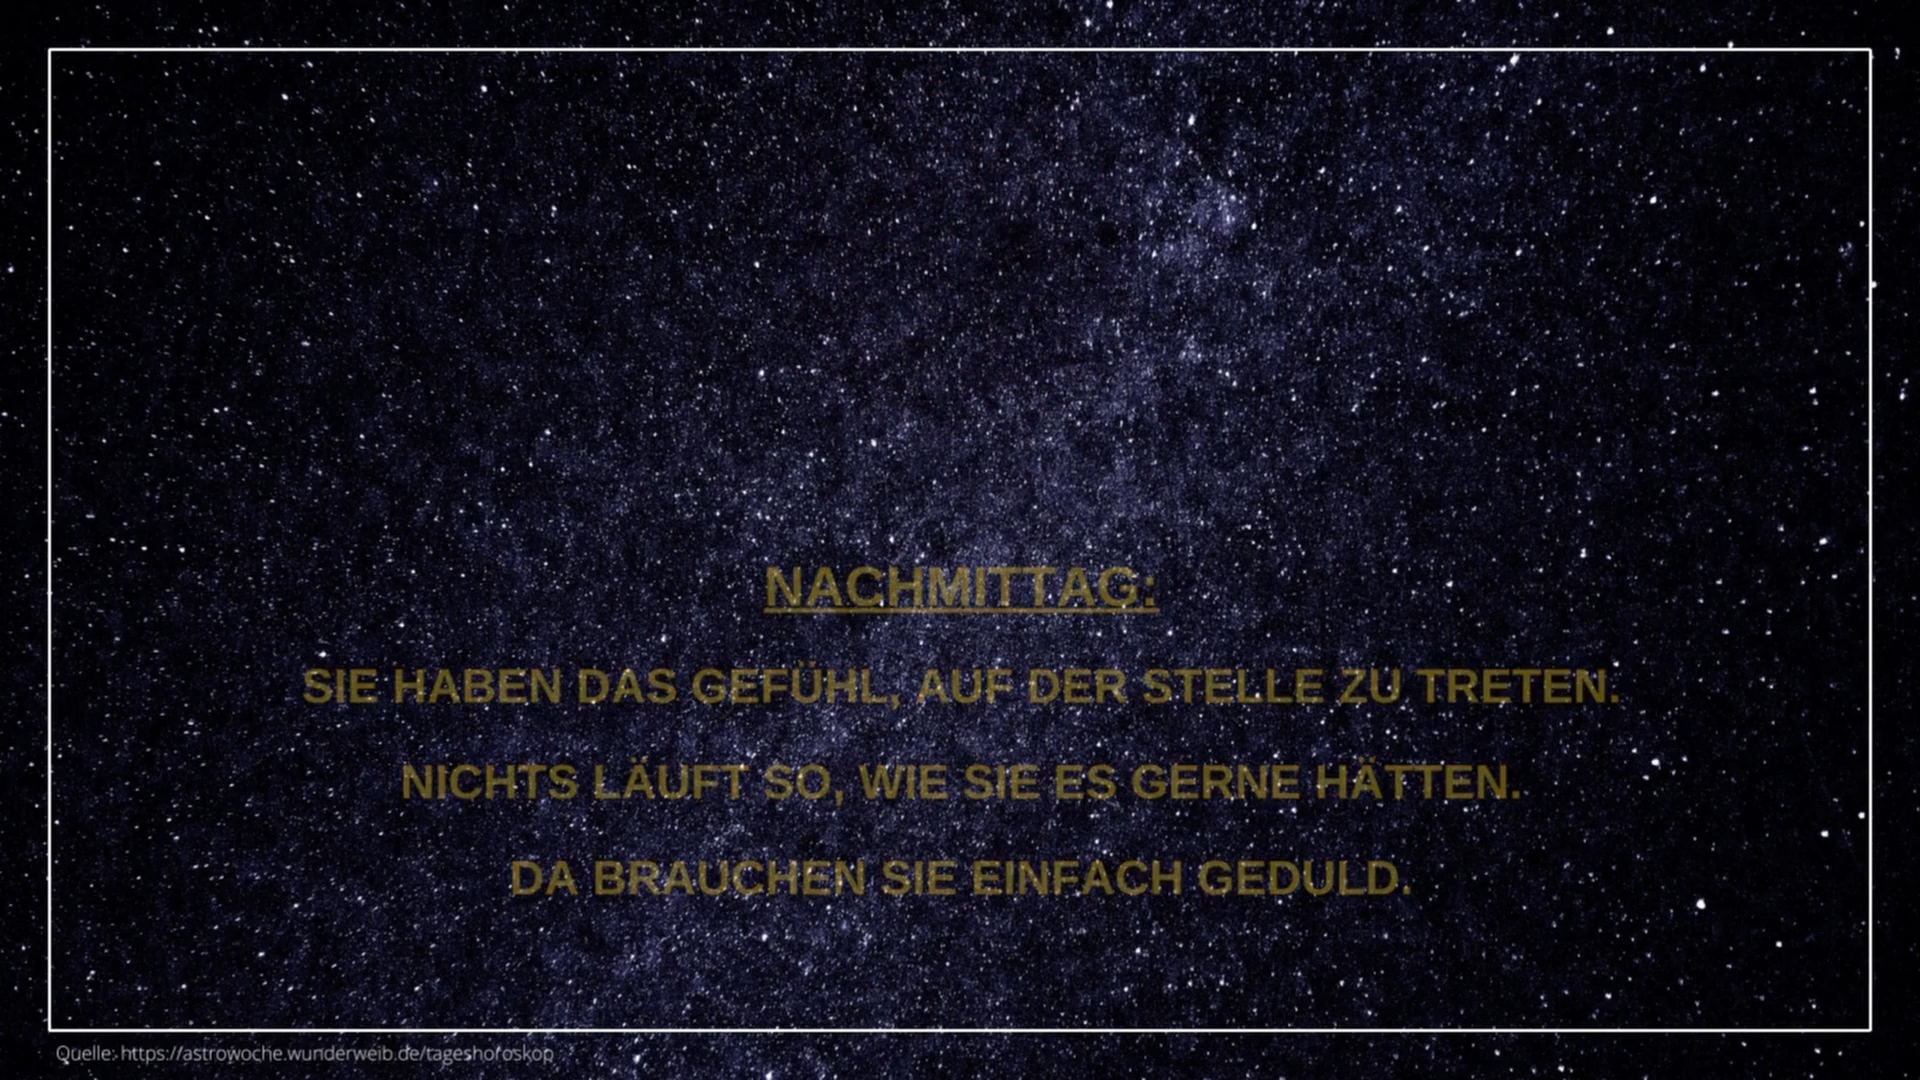 NACHMITTAG:
SIE HABEN DAS GEFÜHL, AUF DER STELLE ZU TRETEN.
NICHTS LÄUFT SO, WIE SIE ES GERNE HÄTTEN.
DA BRAUCHEN SIE EINFACH GEDULD.
Quelle: https://astrowoche.wunderweib.de/tageshoroskop